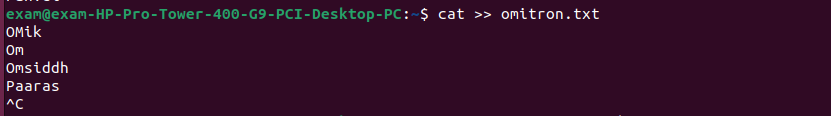 exam@exam-HP-Pro-Tower-400-G9-PCI-Desktop-PC:~$ cat >> omitron.txt
OMik
Om
Omsiddh
Paaras
^C